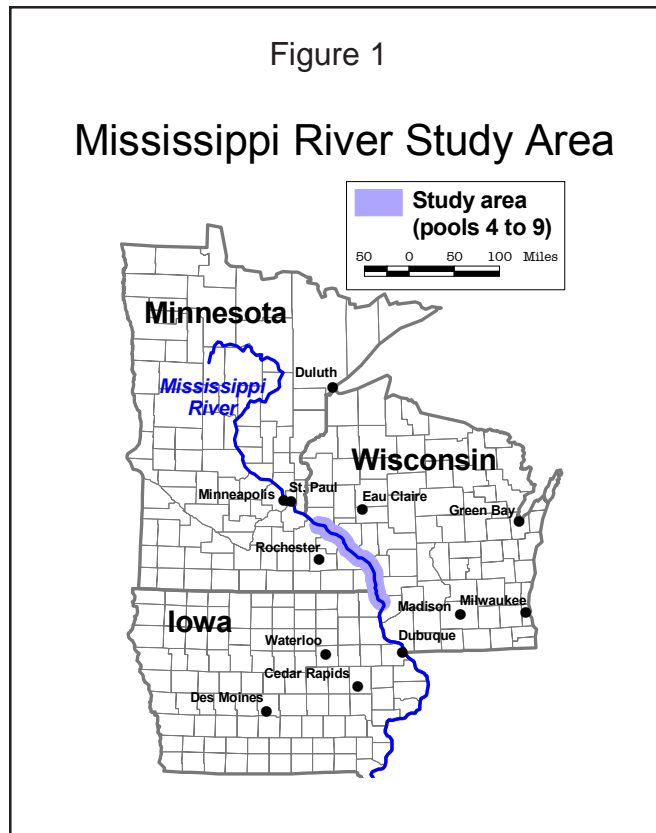 Figure 1
Mississippi River Study Area
Study area
(pools 4 to 9)
50 0 50 100 Miles
Minnesota
Duluth
Mississippi
River
Wisconsin
Minneapolis
St. Paul
Eau Claire
Green Bay
Rochester
Madison
Milwaukee
Iowa
Waterloo
Dubuque
Cedar Rapids
Des Moines